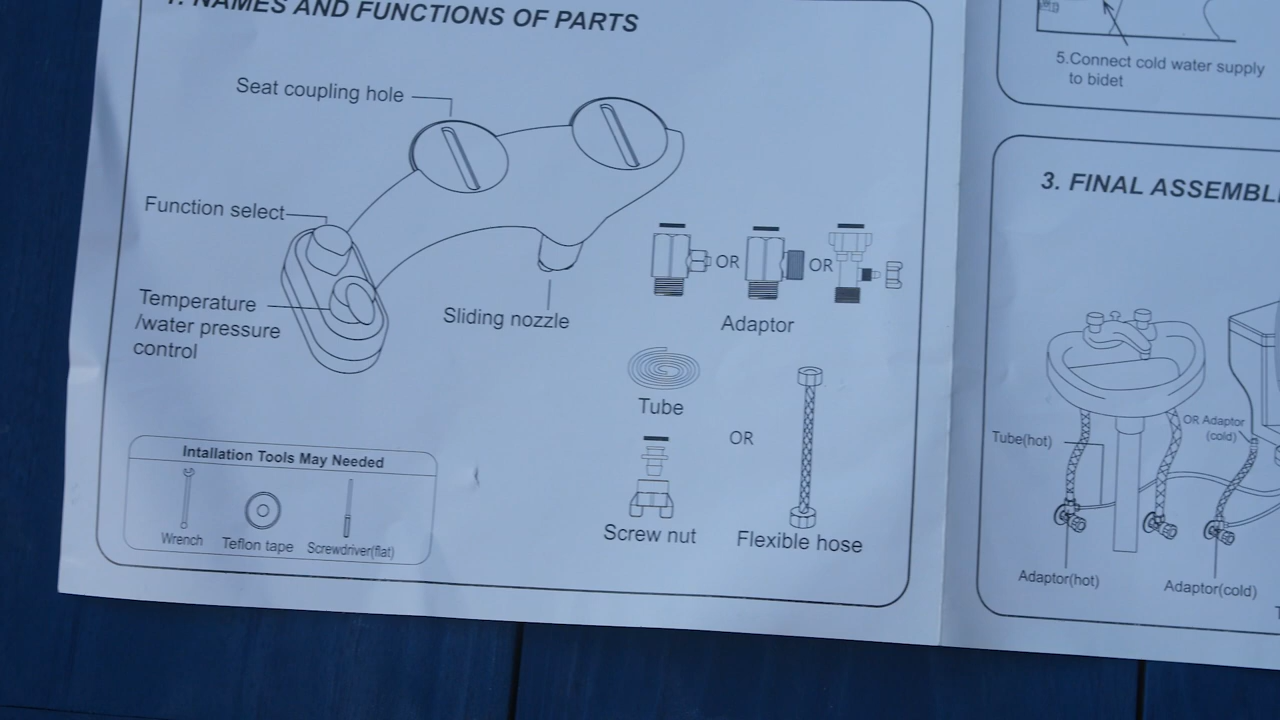 1. NAMES AND FUNCTIONS OF PARTS
Seat coupling hole
Function select
Temperature
/water pressure
control
Sliding nozzle
OR
OR
Adaptor
Tube
OR
Screw nut
Flexible hose
Intallation Tools May Needed
Wrench
Teflon tape
Screwdriver(flat)
5.Connect cold water supply
to bidet
3. FINAL ASSEMBL
OR Adaptor
(cold)
Tube(hot)
Adaptor(hot)
Adaptor(cold)
T